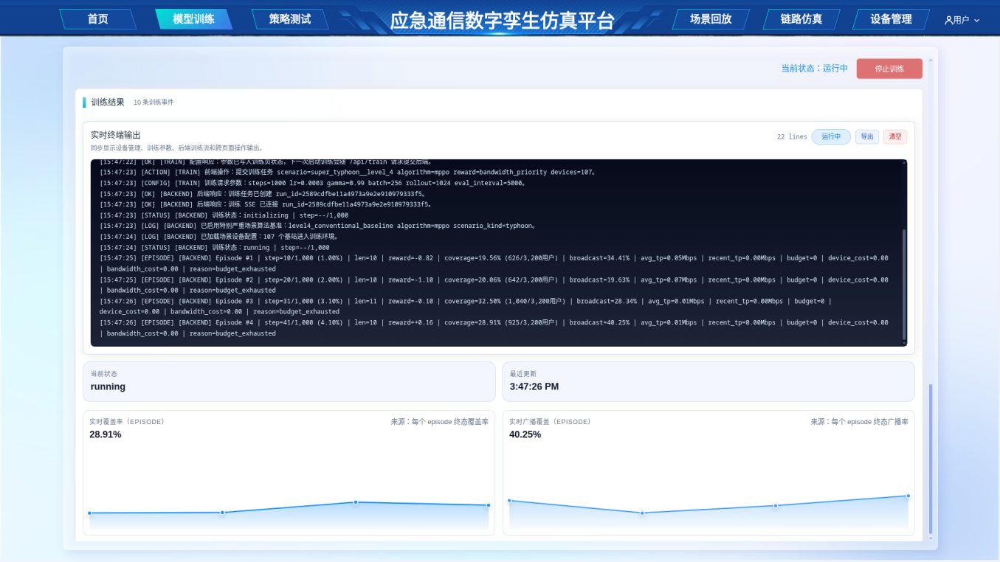 首页
模型训练
策略测试
应急通信数字孪生仿真平台
场景回放
链路仿真
设备管理
用户
当前状态：运行中
停止训练
训练结果 10 条训练事件
实时终端输出
22 lines 运行中 导出 清空
同步显示设备管理、训练参数、后端训练流和跨页面操作输出。
[15:47:22] [OK] [TRAIN] 配置响应：参数已写入训练页状态，下一次启动训练会随 /api/train 请求提交后端。
[15:47:23] [ACTION] [TRAIN] 前端操作：提交训练任务 scenario=super_typhoon__level_4 algorithm=mppo reward=bandwidth_priority devices=107。
[15:47:23] [CONFIG] [TRAIN] 训练请求参数：steps=1000 lr=0.0003 gamma=0.99 batch=256 rollout=1024 eval_interval=5000。
[15:47:23] [OK] [BACKEND] 后端响应：训练任务已创建 run_id=2589cdfbe11a4973a9e2e910979333f5。
[15:47:23] [OK] [BACKEND] 后端响应：训练 SSE 已连接 run_id=2589cdfbe11a4973a9e2e910979333f5。
[15:47:23] [STATUS] [BACKEND] 训练状态：initializing | step=--/1,000
[15:47:23] [LOG] [BACKEND] 已启用特别严重场景算法基准：level4_conventional_baseline algorithm=mppo scenario_kind=typhoon。
[15:47:24] [LOG] [BACKEND] 已加载场景设备配置：107 个基站进入训练环境。
[15:47:24] [STATUS] [BACKEND] 训练状态：running | step=--/1,000
[15:47:25] [EPISODE] [BACKEND] Episode #1 | step=10/1,000 (1.00%) | len=10 | reward=-0.82 | coverage=19.56% (626/3,200用户) | broadcast=34.41% | avg_tp=0.05Mbps | recent_tp=0.00Mbps | budget=0 | device_cost=0.00
| bandwidth_cost=0.00 | reason=budget_exhausted
[15:47:25] [EPISODE] [BACKEND] Episode #2 | step=20/1,000 (2.00%) | len=10 | reward=-1.10 | coverage=20.06% (642/3,200用户) | broadcast=19.63% | avg_tp=0.07Mbps | recent_tp=0.00Mbps | budget=0 | device_cost=0.00
| bandwidth_cost=0.00 | reason=budget_exhausted
[15:47:26] [EPISODE] [BACKEND] Episode #3 | step=31/1,000 (3.10%) | len=11 | reward=-0.10 | coverage=32.50% (1,040/3,200用户) | broadcast=28.34% | avg_tp=0.01Mbps | recent_tp=0.00Mbps | budget=0 |
device_cost=0.00 | bandwidth_cost=0.00 | reason=budget_exhausted
[15:47:26] [EPISODE] [BACKEND] Episode #4 | step=41/1,000 (4.10%) | len=10 | reward=+0.16 | coverage=28.91% (925/3,200用户) | broadcast=40.25% | avg_tp=0.01Mbps | recent_tp=0.00Mbps | budget=0 | device_cost=0.00
| bandwidth_cost=0.00 | reason=budget_exhausted
当前状态
running
最近更新
3:47:26 PM
实时覆盖率（EPISODE）
来源：每个 episode 终态覆盖率
28.91%
实时广播覆盖（EPISODE）
来源：每个 episode 终态广播率
40.25%